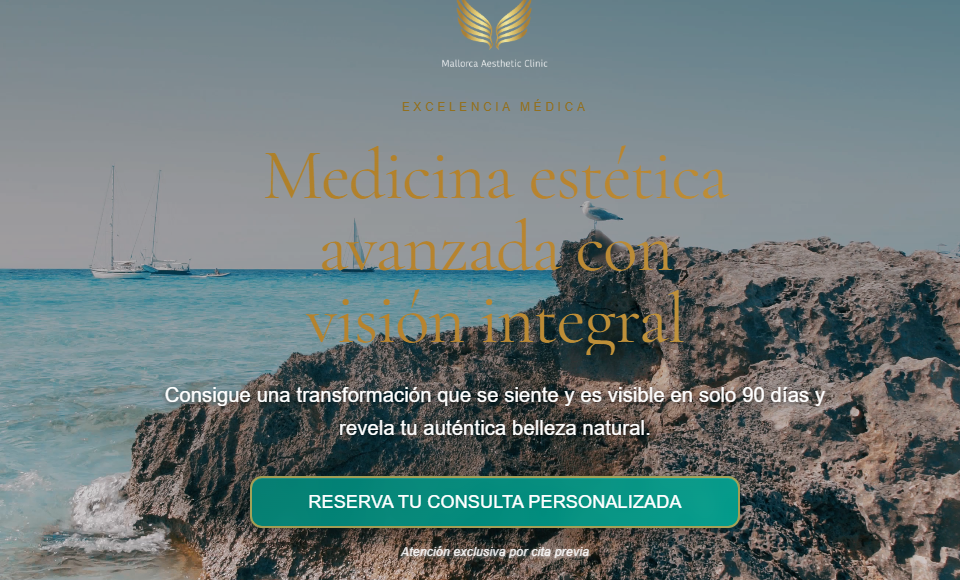 Mallorca Aesthetic Clinic
EXCELENCIA MÉDICA
Medicina estética
avanzada con
visión integral
Consigue una transformación que se siente y es visible en solo 90 días y
revela tu auténtica belleza natural.
RESERVA TU CONSULTA PERSONALIZADA
Atención exclusiva por cita previa